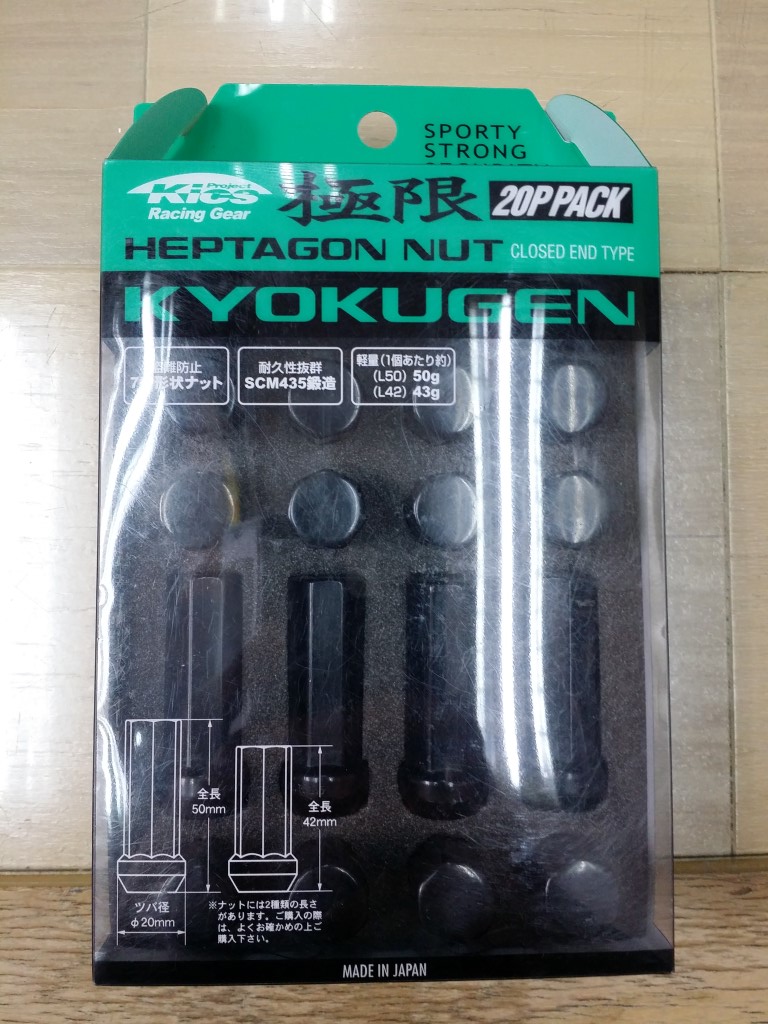 SPORTY
STRONG
Project
Kics
Racing Gear
極限
20P PACK
HEPTAGON NUT CLOSED END TYPE
KYOKUGEN
盗難防止
形状ナット
耐久性抜群
SCM435鍛造
軽量(1個あたり約)
(L50) 50g
(L42) 43g
全長
50mm
全長
42mm
ツバ径
φ20mm
※ナットには2種類の長さ
があります。ご購入の際
は、よくお確かめの上ご
購入下さい。
MADE IN JAPAN